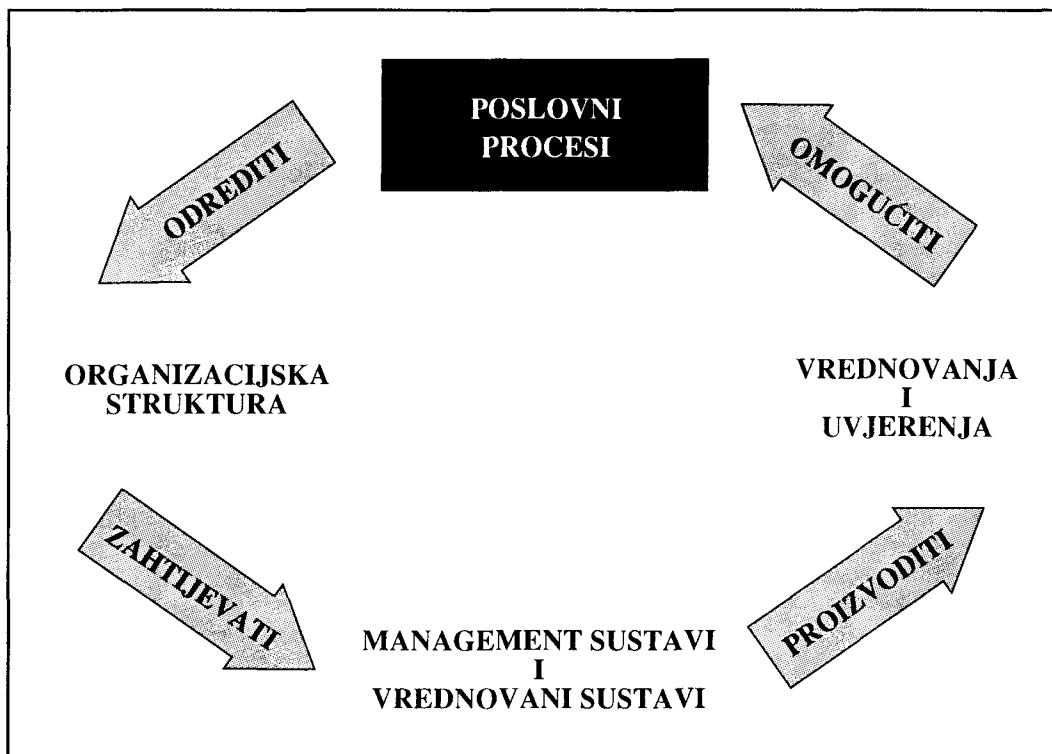 POSLOVNI
PROCESI
ODREDITI
OMOGUĆITI
ORGANIZACIJSKA
STRUKTURA
VREDNOVANJA
I
UVJERENJA
ZAHTIJEVATI
PROIZVODITI
MANAGEMENT SUSTAVI
I
VREDNOVANI SUSTAVI